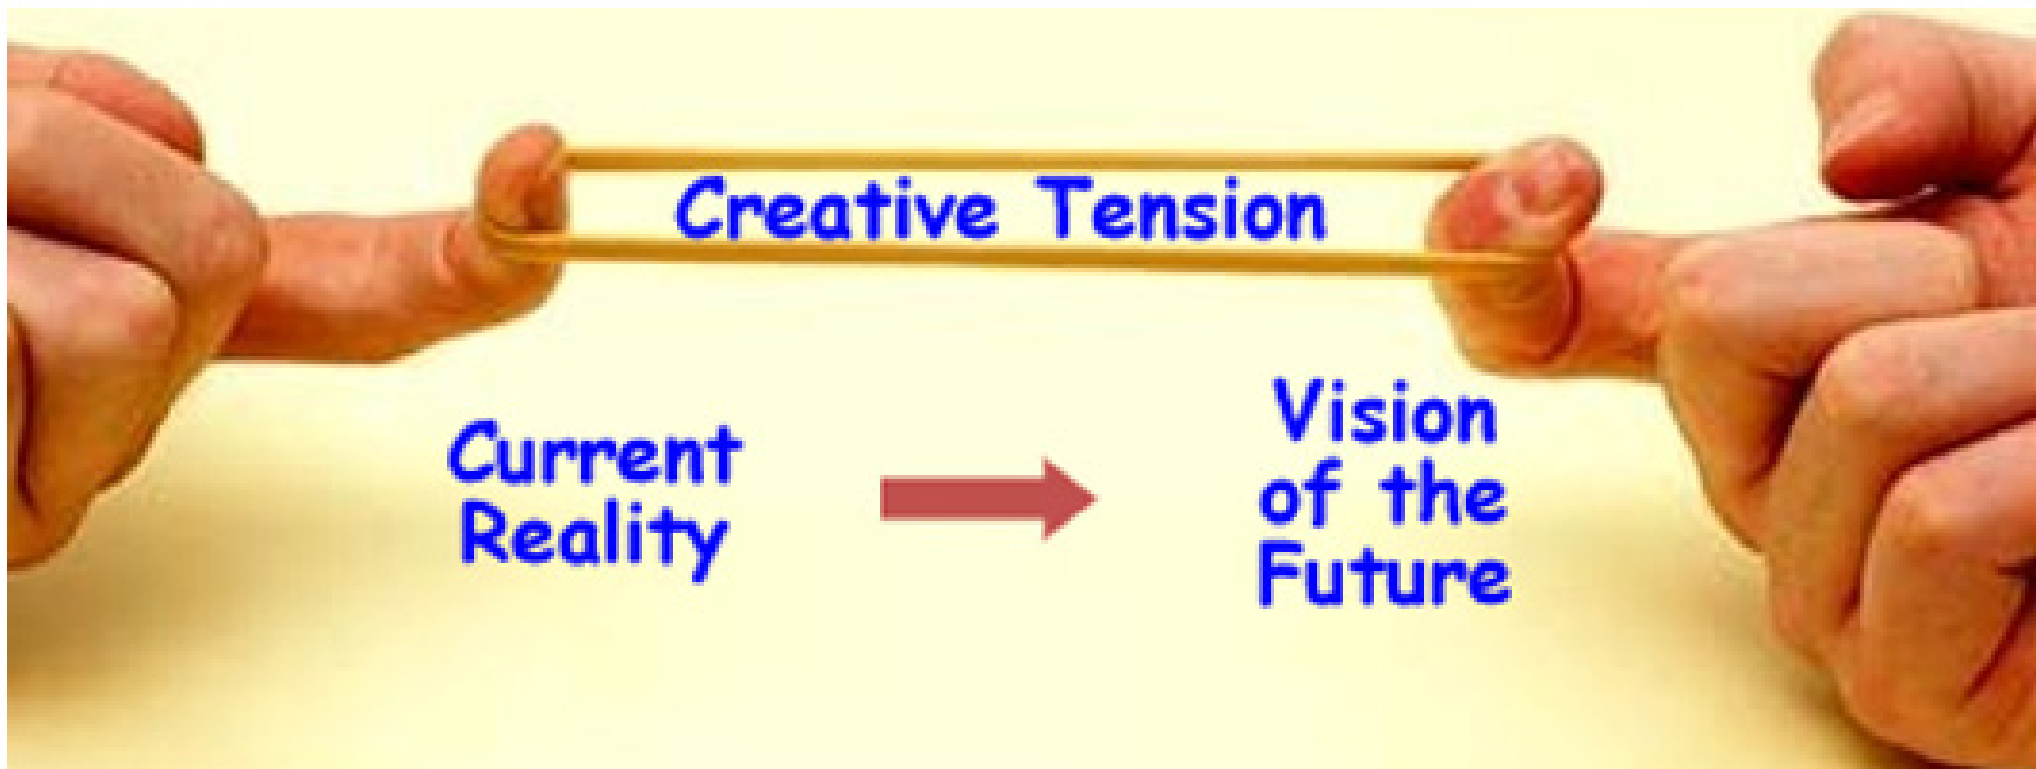 Creative Tension
Current
Reality
Vision
of the
Future